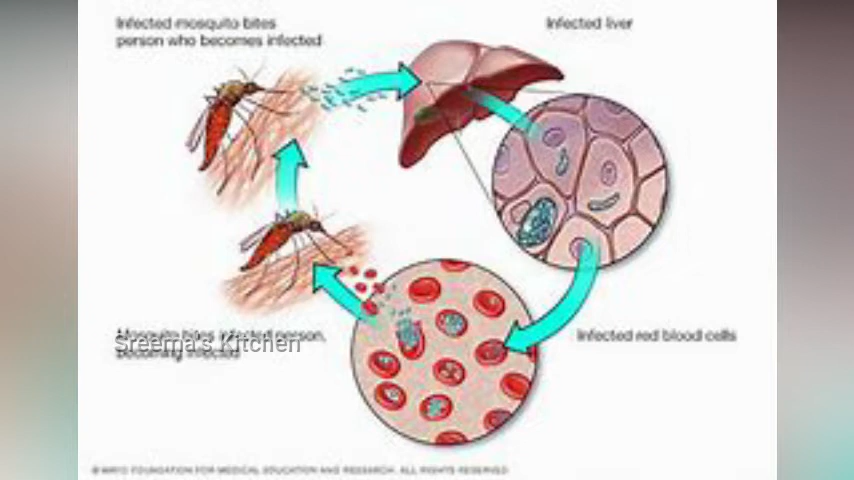 Infected mosquito bites
person who becomes infected
Infected liver
Mosquito bites infected person,
becoming infected
Sreema's Kitchen
Infected red blood cells
© MAYO FOUNDATION FOR MEDICAL EDUCATION AND RESEARCH. ALL RIGHTS RESERVED.